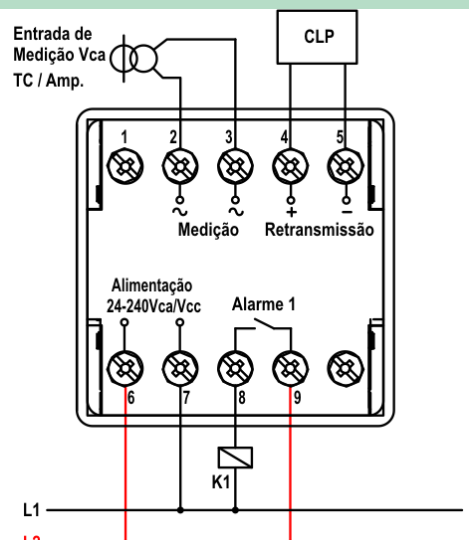 Entrada de
Medição Vca
TC / Amp.
CLP
1 2 3 4 5
+ −
Medição Retransmissão
Alimentação
24-240Vca/Vcc
Alarme 1
6 7 8 9
K1
L1